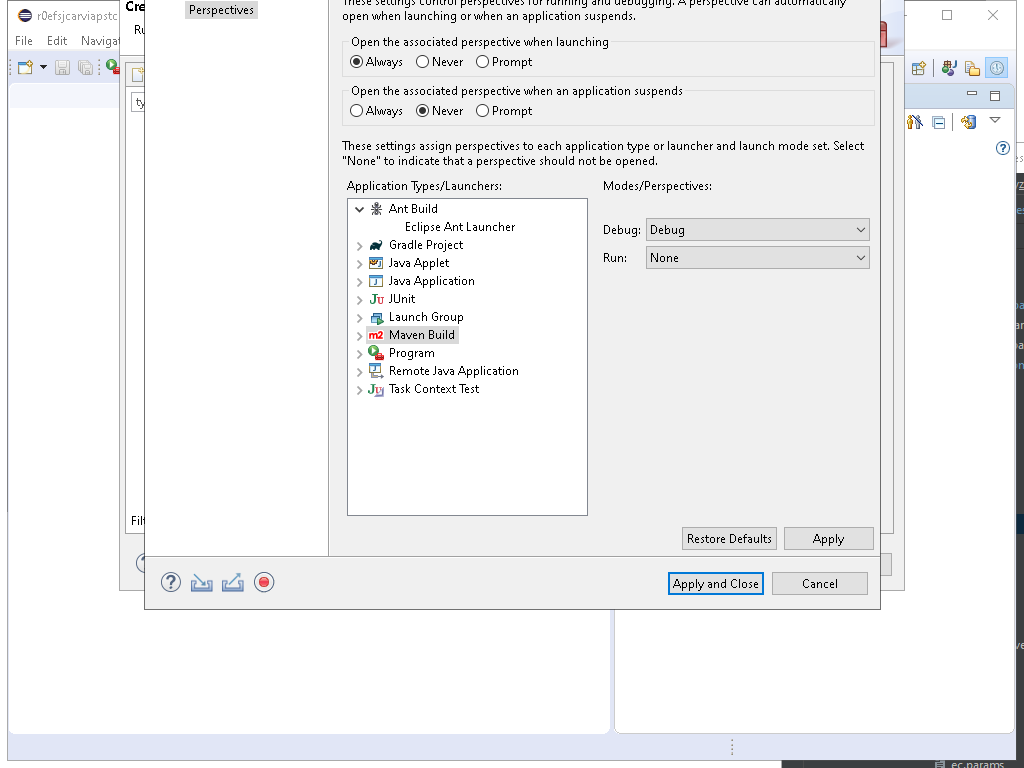 r0efsjcarviapstc
Cre
File Edit Navigat
Ru
Perspectives
These settings control perspectives for running and debugging. A perspective can automatically
open when launching or when an application suspends.
Open the associated perspective when launching
Always Never Prompt
Open the associated perspective when an application suspends
Always Never Prompt
These settings assign perspectives to each application type or launcher and launch mode set. Select
"None" to indicate that a perspective should not be opened.
Application Types/Launchers:
Modes/Perspectives:
Ant Build
Eclipse Ant Launcher
Gradle Project
Java Applet
Java Application
JUnit
Launch Group
Maven Build
Program
Remote Java Application
Task Context Test
Debug: Debug
Run: None
Filt
Restore Defaults Apply
Apply and Close Cancel
ec.params